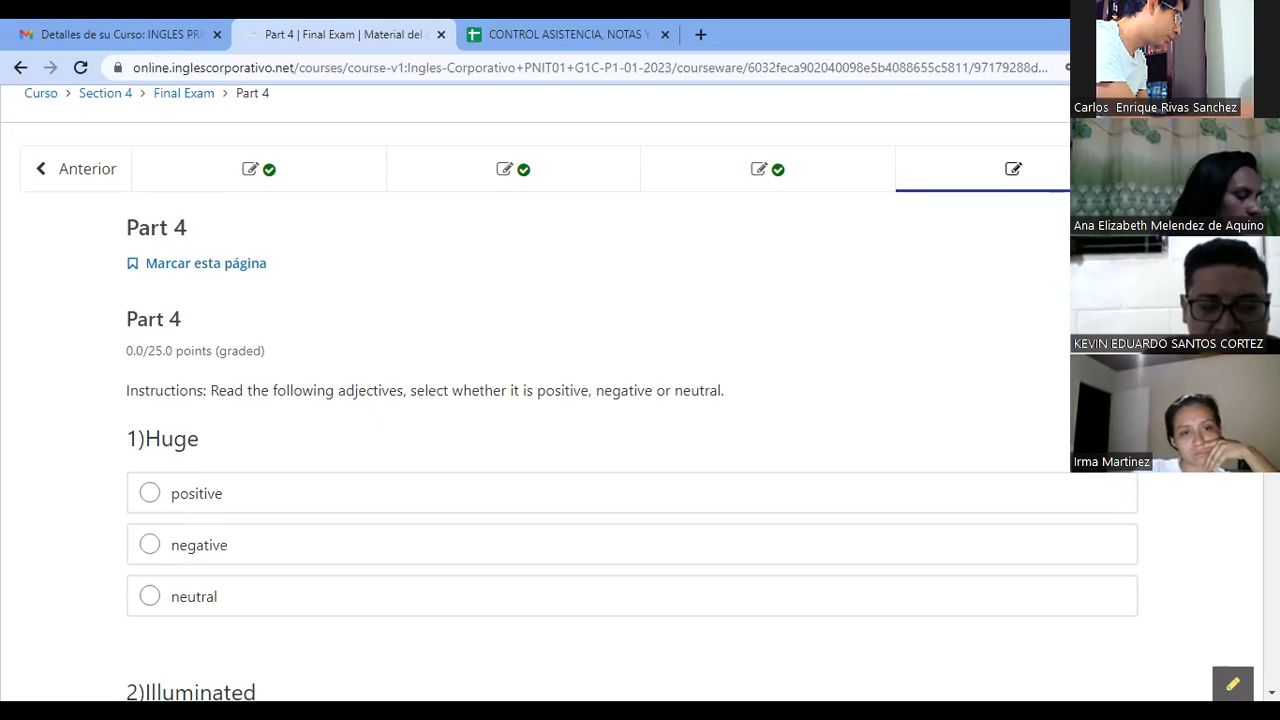 Detalles de su Curso: INGLES PRI
Part 4 | Final Exam | Material del c
CONTROL ASISTENCIA, NOTAS Y
online.inglescorporativo.net/courses/course-v1:Ingles-Corporativo+PNIT01+G1C-P1-01-2023/courseware/6032feca902040098e5b4088655c5811/97179288d...
Curso > Section 4 > Final Exam > Part 4
Anterior
Part 4
Marcar esta página
Part 4
0.0/25.0 points (graded)
Instructions: Read the following adjectives, select whether it is positive, negative or neutral.
1)Huge
positive
negative
neutral
2)Illuminated
Carlos Enrique Rivas Sanchez
Ana Elizabeth Melendez de Aquino
KEVIN EDUARDO SANTOS CORTEZ
Irma Martinez